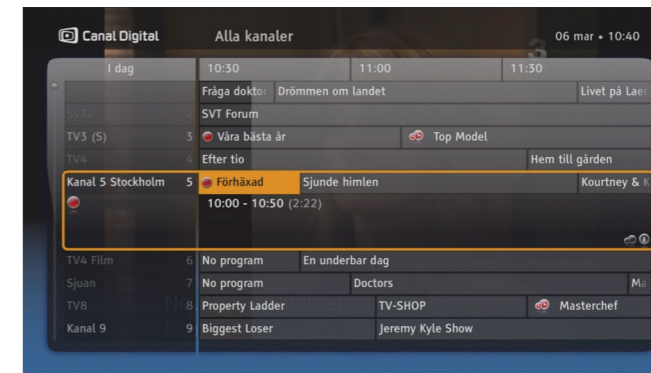 Canal Digital Alla kanaler 06 mar • 10:40
I dag 10:30 11:00 11:30
Fråga doktor Drömmen om landet Livet på Laer
SVT2 2 SVT Forum
TV3 (S) 3 Våra bästa år Top Model
TV4 4 Efter tio Hem till gården
Kanal 5 Stockholm 5 Förhäxad Sjunde himlen Kourtney & K
10:00 - 10:50 (2:22)
TV4 Film 6 No program En underbar dag
Sjuan 7 No program Doctors Ma
TV8 8 Property Ladder TV-SHOP Masterchef
Kanal 9 9 Biggest Loser Jeremy Kyle Show